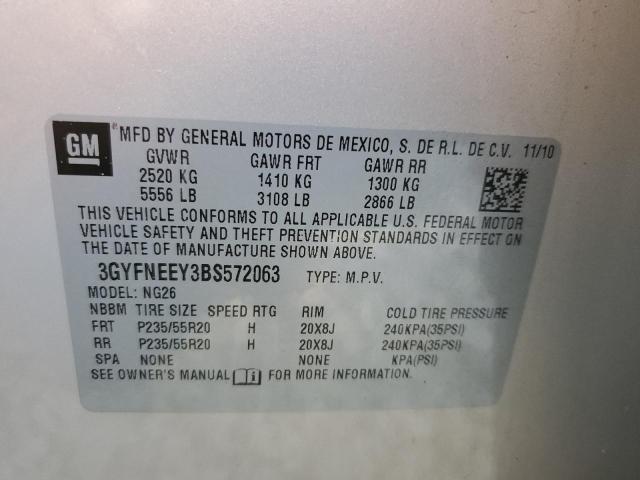 GM MFD BY GENERAL MOTORS DE MEXICO, S. DE R.L. DE C.V. 11/10
GVWR GAWR FRT GAWR RR
2520 KG 1410 KG 1300 KG
5556 LB 3108 LB 2866 LB
THIS VEHICLE CONFORMS TO ALL APPLICABLE U.S. FEDERAL MOTOR
VEHICLE SAFETY AND THEFT PREVENTION STANDARDS IN EFFECT ON
THE DATE OF MANUFACTURE SHOWN ABOVE.
3GYFNEEY3BS572063 TYPE: M.P.V.
MODEL: NG26
NBBM TIRE SIZE SPEED RTG RIM COLD TIRE PRESSURE
FRT P235/55R20 H 20X8J 240KPA(35PSI)
RR P235/55R20 H 20X8J 240KPA(35PSI)
SPA NONE NONE KPA(PSI)
SEE OWNER'S MANUAL FOR MORE INFORMATION.